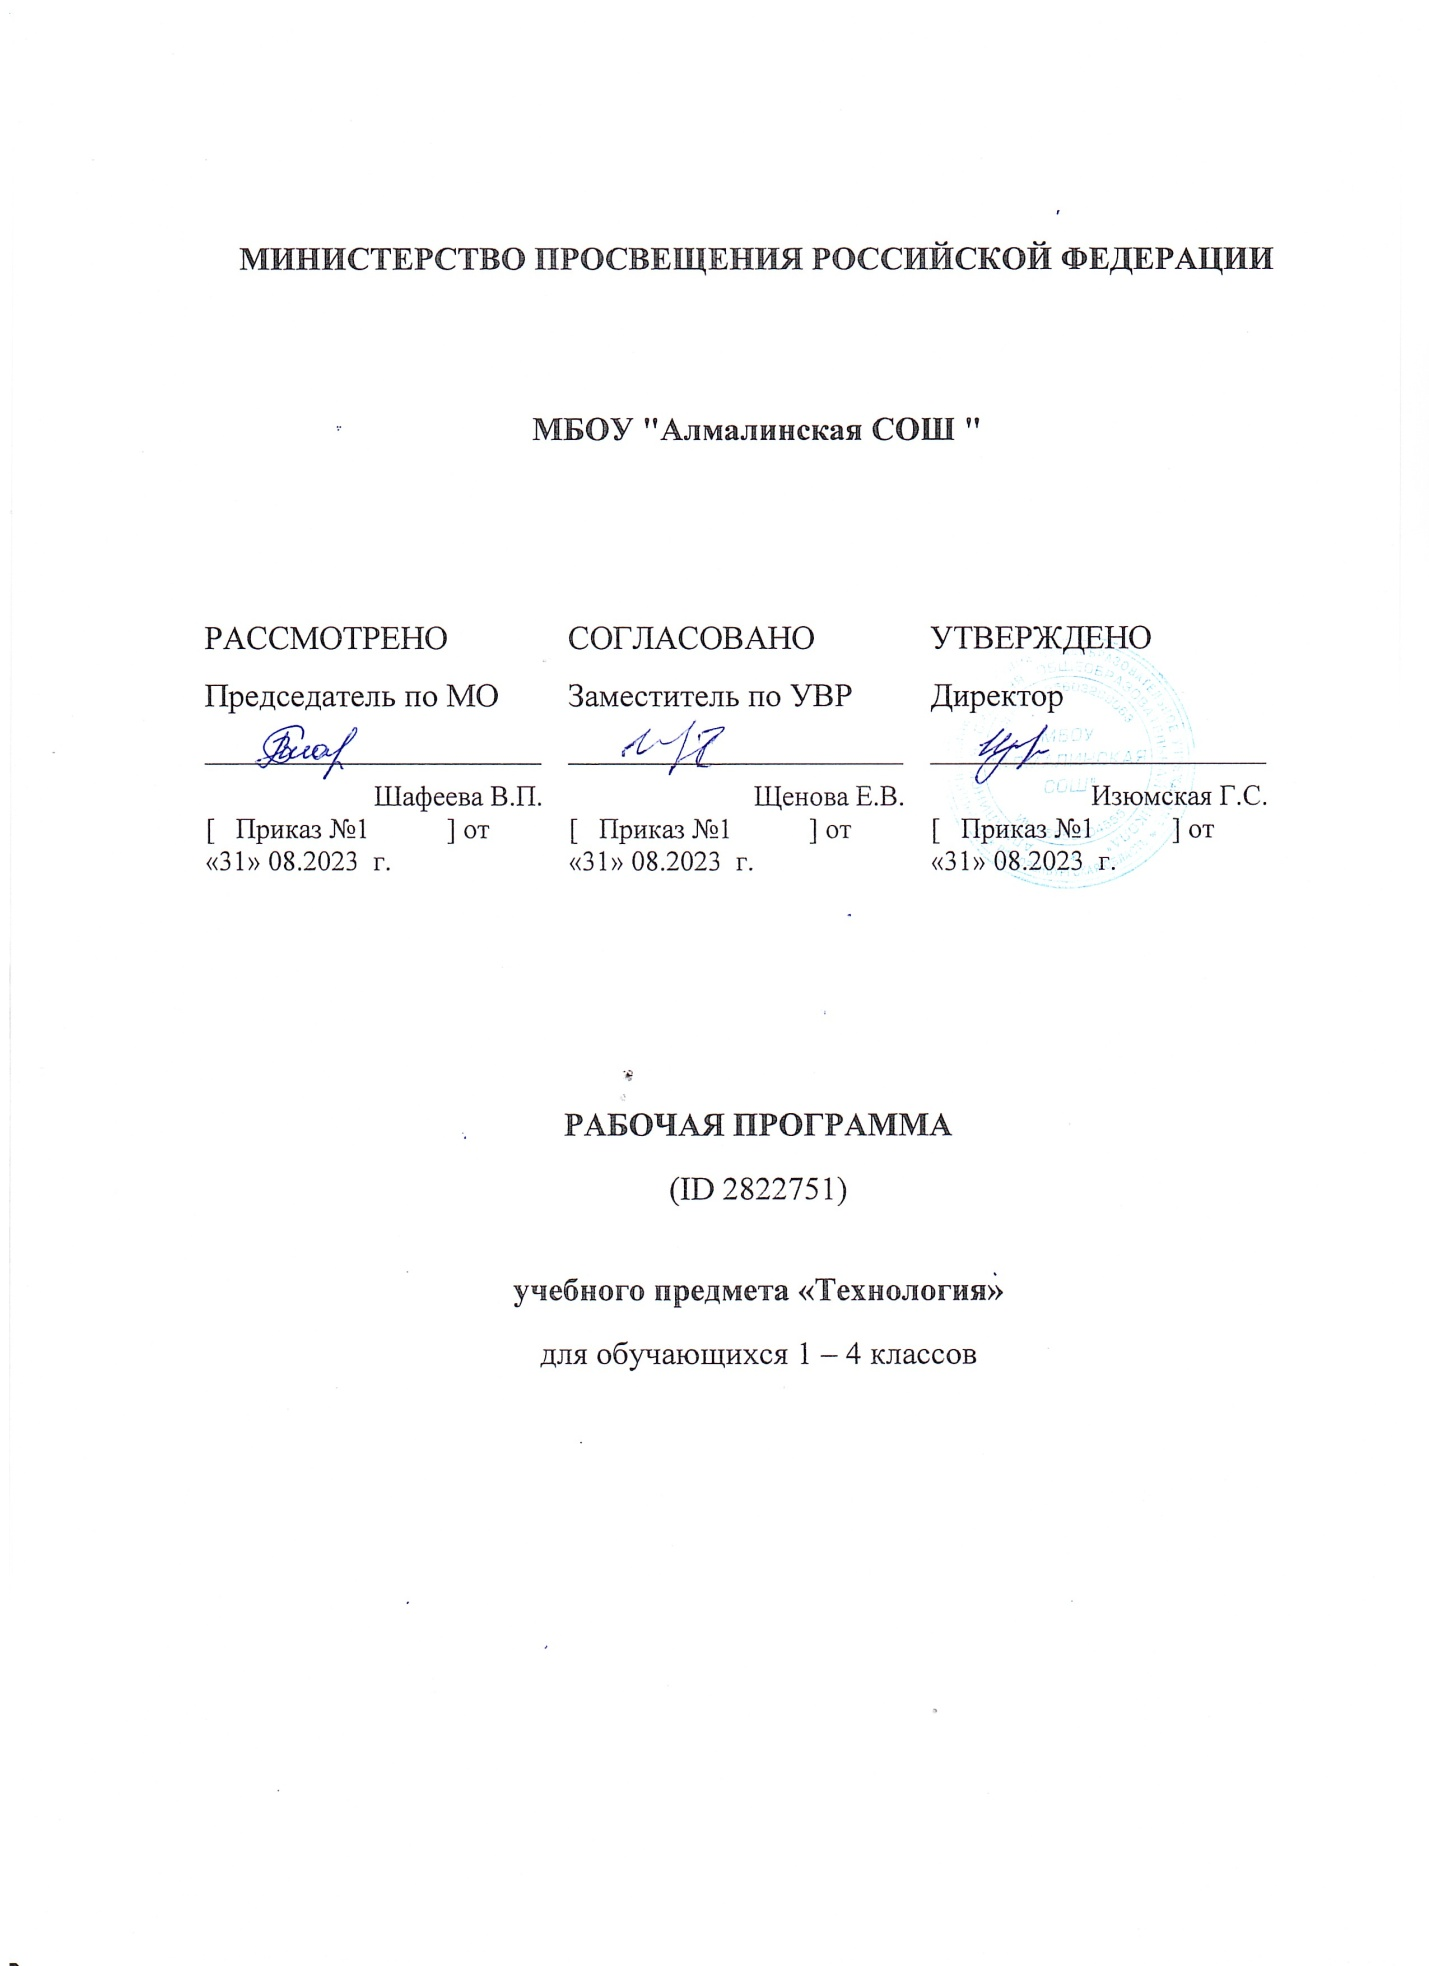 МИНИСТЕРСТВО ПРОСВЕЩЕНИЯ РОССИЙСКОЙ ФЕДЕРАЦИИ
МБОУ "Алмалинская СОШ "
РАССМОТРЕНО
Председатель по МО
Шафеева В.П.
[ Приказ №1 ] от
«31» 08.2023 г.
СОГЛАСОВАНО
Заместитель по УВР
Щенова Е.В.
[ Приказ №1 ] от
«31» 08.2023 г.
УТВЕРЖДЕНО
Директор
МБОУ
СОШ"
Изюмская Г.С.
[ Приказ №1 ] от
«31» 08.2023 г.
РАБОЧАЯ ПРОГРАММА
(ID 2822751)
учебного предмета «Технология»
для обучающихся 1 – 4 классов